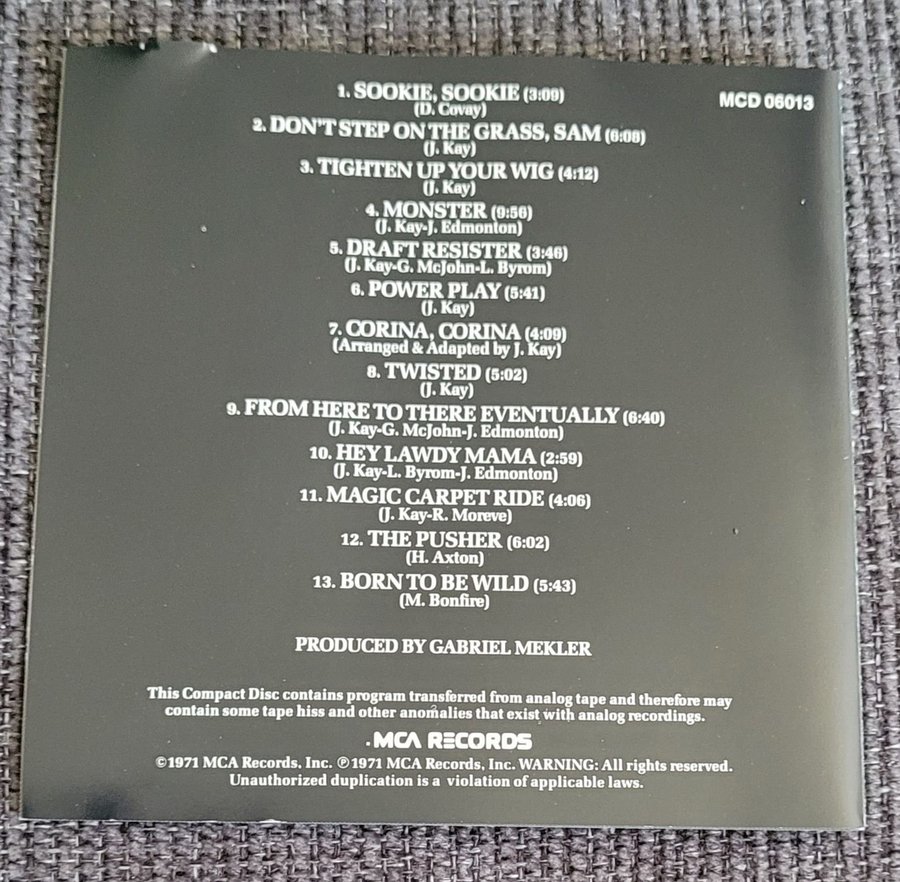 MCD 06013
1. SOOKIE, SOOKIE (3:09)
(D. Covay)
2. DON'T STEP ON THE GRASS, SAM (6:08)
(J. Kay)
3. TIGHTEN UP YOUR WIG (4:12)
(J. Kay)
4. MONSTER (9:56)
(J. Kay-J. Edmonton)
5. DRAFT RESISTER (3:46)
(J. Kay-G. McJohn-L. Byrom)
6. POWER PLAY (5:41)
(J. Kay)
7. CORINA, CORINA (4:09)
(Arranged & Adapted by J. Kay)
8. TWISTED (5:02)
(J. Kay)
9. FROM HERE TO THERE EVENTUALLY (6:40)
(J. Kay-G. McJohn-J. Edmonton)
10. HEY LAWDY MAMA (2:59)
(J. Kay-L. Byrom-J. Edmonton)
11. MAGIC CARPET RIDE (4:06)
(J. Kay-R. Moreve)
12. THE PUSHER (6:02)
(H. Axton)
13. BORN TO BE WILD (5:43)
(M. Bonfire)
PRODUCED BY GABRIEL MEKLER
This Compact Disc contains program transferred from analog tape and therefore may
contain some tape hiss and other anomalies that exist with analog recordings.
MCA RECORDS
©1971 MCA Records, Inc. ℗1971 MCA Records, Inc. WARNING: All rights reserved.
Unauthorized duplication is a violation of applicable laws.